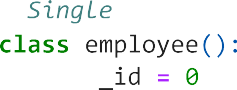 Single
class employee():
_id = 0